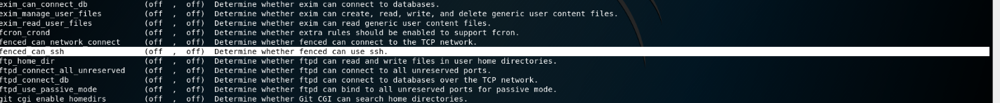 exim_can_connect_db (off , off) Determine whether exim can connect to databases.
exim_manage_user_files (off , off) Determine whether exim can create, read, write, and delete generic user content files.
exim_read_user_files (off , off) Determine whether exim can read generic user content files.
fcron_crond (off , off) Determine whether extra rules should be enabled to support fcron.
fenced_can_network_connect (off , off) Determine whether fenced can connect to the TCP network.
fenced_can_ssh (off , off) Determine whether fenced can use ssh.
ftp_home_dir (off , off) Determine whether ftpd can read and write files in user home directories.
ftpd_connect_all_unreserved (off , off) Determine whether ftpd can connect to all unreserved ports.
ftpd_connect_db (off , off) Determine whether ftpd can connect to databases over the TCP network.
ftpd_use_passive_mode (off , off) Determine whether ftpd can bind to all unreserved ports for passive mode.
git_cgi_enable_homedirs (off , off) Determine whether Git CGI can search home directories.